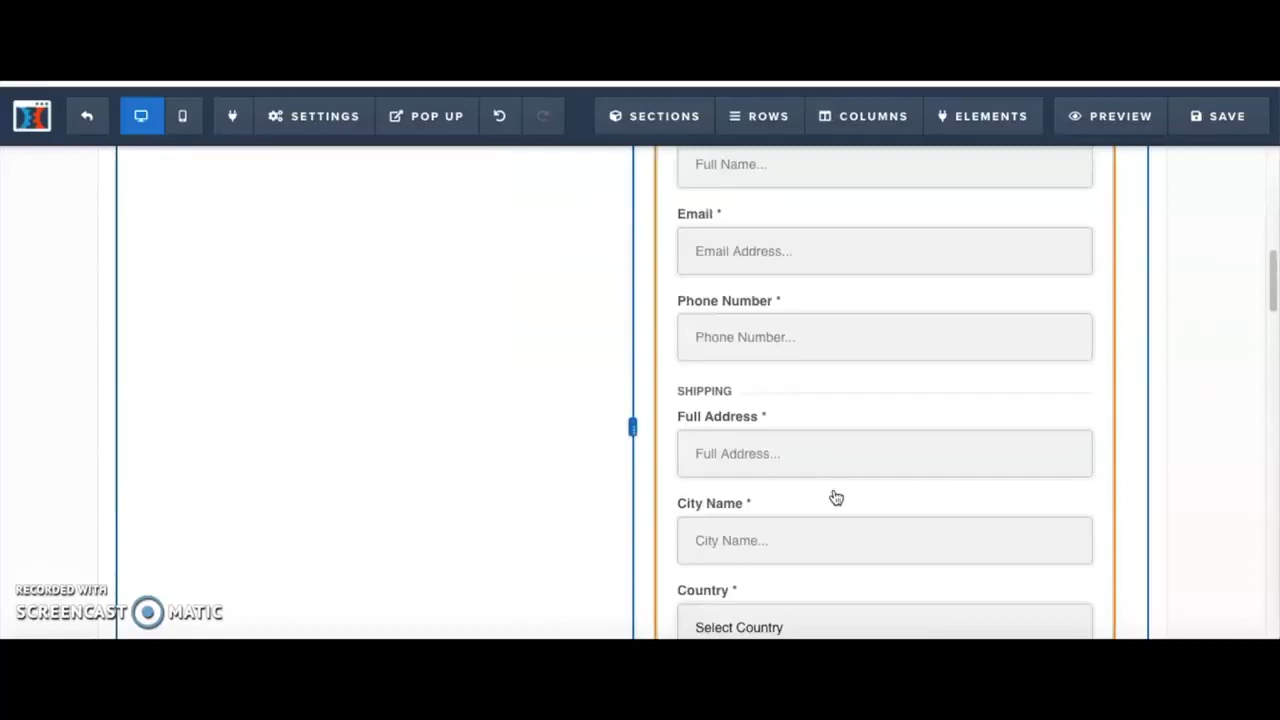 SETTINGS POP UP SECTIONS ROWS COLUMNS ELEMENTS PREVIEW SAVE
Full Name...
Email *
Email Address...
Phone Number *
Phone Number...
SHIPPING
Full Address *
Full Address...
City Name *
City Name...
Country *
Select Country
RECORDED WITH
SCREENCAST MATIC